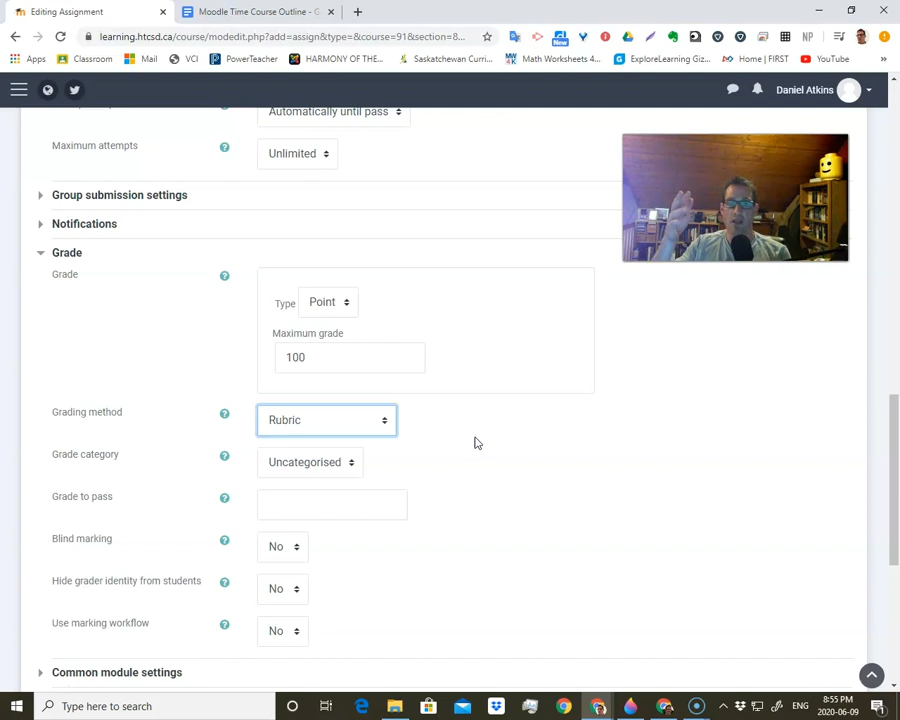 Editing Assignment
Moodle Time Course Outline - G
learning.htcsd.ca/course/modedit.php?add=assign&type=&course=91&section=8...
New
NP
Apps
Classroom
Mail
VCI
PowerTeacher
HARMONY OF THE...
Saskatchewan Curri...
Math Worksheets 4...
ExploreLearning Giz...
Home | FIRST
YouTube
»
Daniel Atkins
Automatically until pass
Maximum attempts
Unlimited
Group submission settings
Notifications
Grade
Grade
Type
Point
Maximum grade
100
Grading method
Rubric
Grade category
Uncategorised
Grade to pass
Blind marking
No
Hide grader identity from students
No
Use marking workflow
No
Common module settings
Type here to search
ENG
8:55 PM
2020-06-09